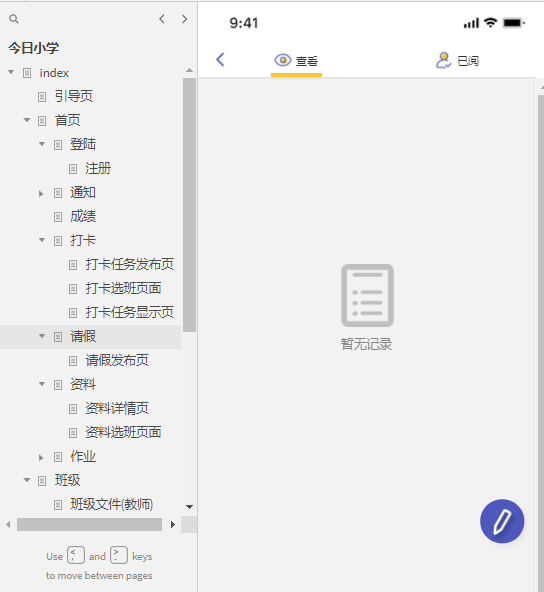 今日小学
index
引导页
首页
登陆
注册
通知
成绩
打卡
打卡任务发布页
打卡选班页面
打卡任务显示页
请假
请假发布页
资料
资料详情页
资料选班页面
作业
班级
班级文件(教师)
Use < , and > . keys
to move between pages
9:41
查看
已阅
暂无记录